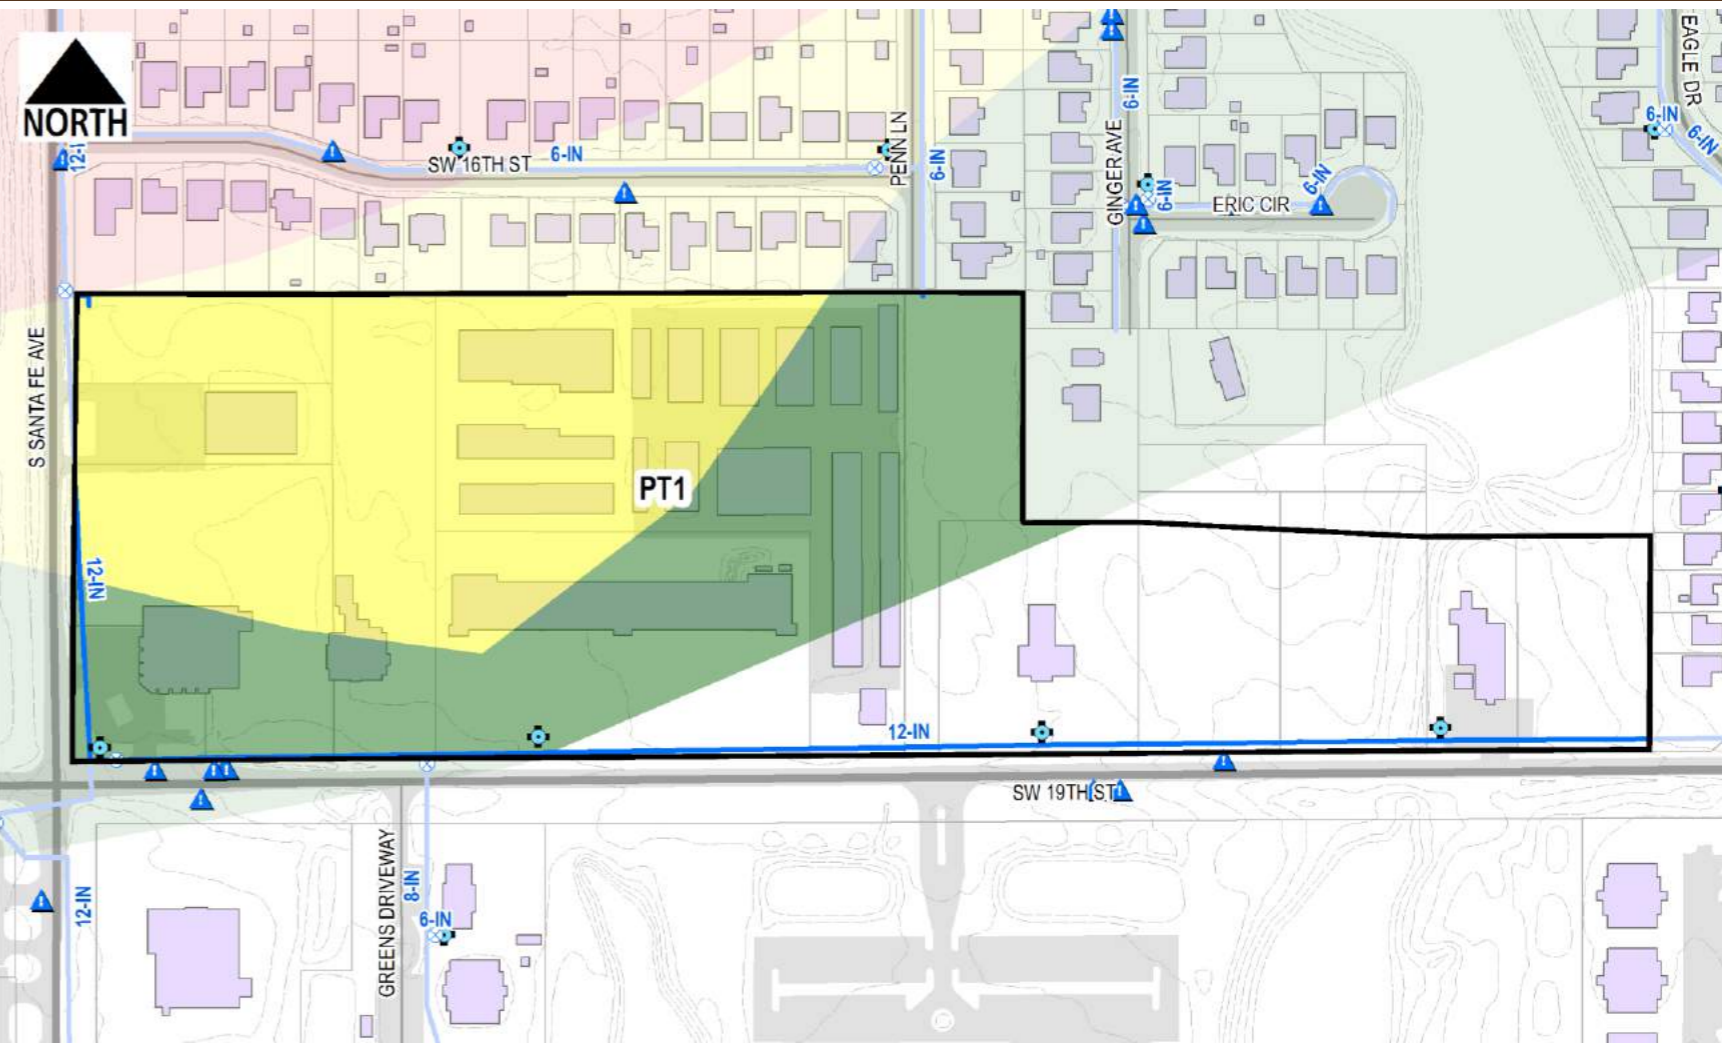 NORTH
12-I
SW 16TH ST
6-IN
PENN LN
6-IN
6-IN
GINGER AVE
6-IN
ERIC CIR
6-IN
EAGLE DR
6-IN
6-IN
S SANTA FE AVE
PT1
12-IN
12-IN
SW 19TH ST
GREENS DRIVEWAY
8-IN
6-IN
12-IN